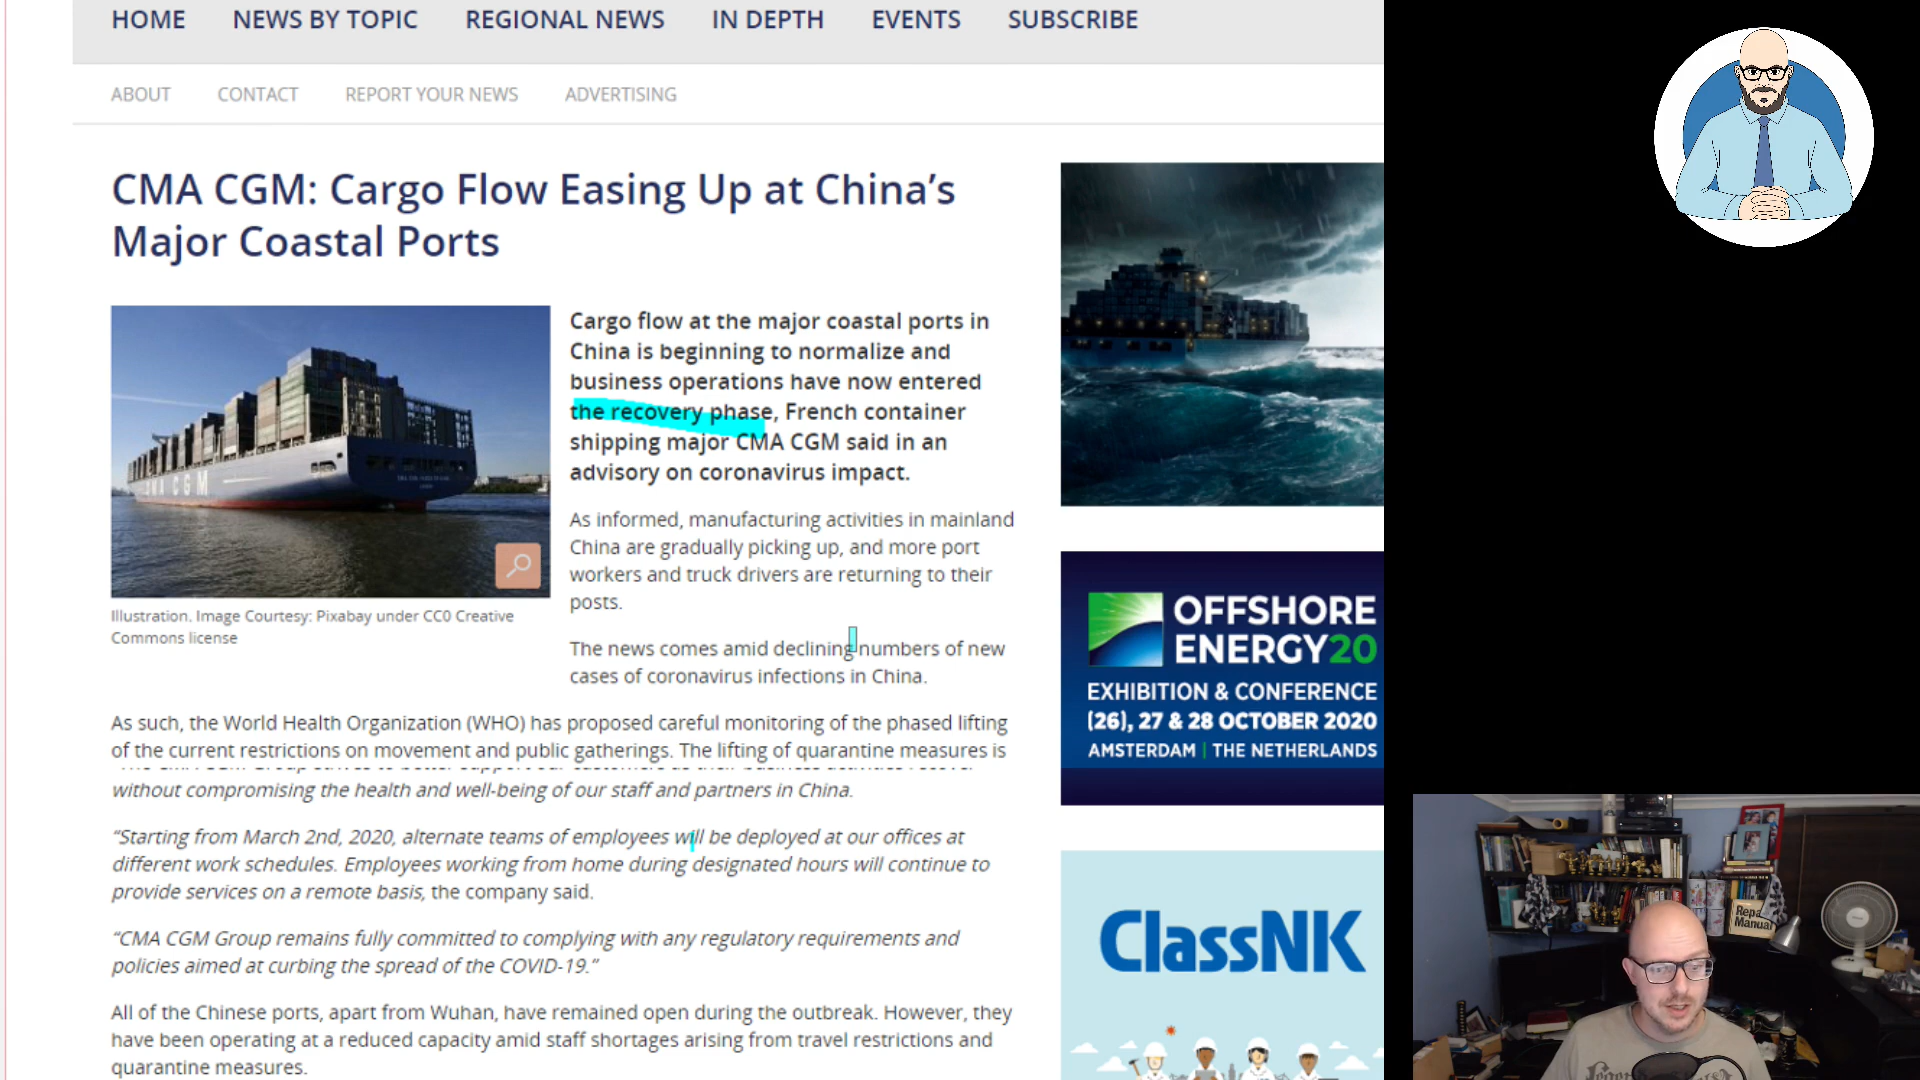 HOME NEWS BY TOPIC REGIONAL NEWS IN DEPTH EVENTS SUBSCRIBE
ABOUT CONTACT REPORT YOUR NEWS ADVERTISING
CMA CGM: Cargo Flow Easing Up at China’s
Major Coastal Ports
Cargo flow at the major coastal ports in
China is beginning to normalize and
business operations have now entered
the recovery phase, French container
shipping major CMA CGM said in an
advisory on coronavirus impact.
As informed, manufacturing activities in mainland
China are gradually picking up, and more port
workers and truck drivers are returning to their
posts.
Illustration. Image Courtesy: Pixabay under CC0 Creative
Commons license
The news comes amid declining numbers of new
cases of coronavirus infections in China.
As such, the World Health Organization (WHO) has proposed careful monitoring of the phased lifting
of the current restrictions on movement and public gatherings. The lifting of quarantine measures is
without compromising the health and well-being of our staff and partners in China.
“Starting from March 2nd, 2020, alternate teams of employees will be deployed at our offices at
different work schedules. Employees working from home during designated hours will continue to
provide services on a remote basis, the company said.
“CMA CGM Group remains fully committed to complying with any regulatory requirements and
policies aimed at curbing the spread of the COVID-19.”
All of the Chinese ports, apart from Wuhan, have remained open during the outbreak. However, they
have been operating at a reduced capacity amid staff shortages arising from travel restrictions and
quarantine measures.
OFFSHORE
ENERGY20
EXHIBITION & CONFERENCE
(26), 27 & 28 OCTOBER 2020
AMSTERDAM | THE NETHERLANDS
ClassNK
Repair
Manual